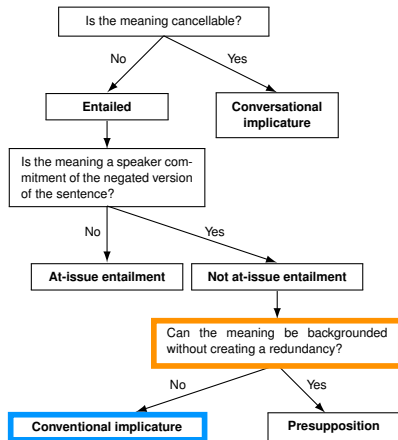 Is the meaning cancellable?
No
Yes
Entailed
Conversational
implicature
Is the meaning a speaker com-
mitment of the negated version
of the sentence?
No
Yes
At-issue entailment
Not at-issue entailment
Can the meaning be backgrounded
without creating a redundancy?
No
Yes
Conventional implicature
Presupposition